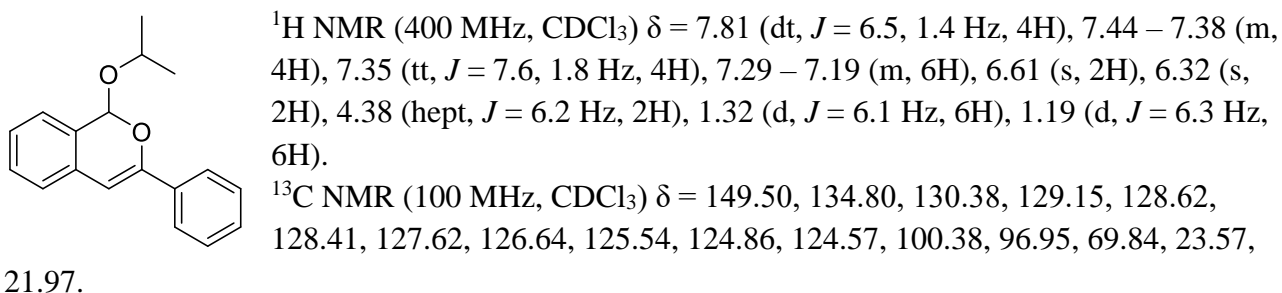 ¹H NMR (400 MHz, CDCl₃) δ = 7.81 (dt, J = 6.5, 1.4 Hz, 4H), 7.44 – 7.38 (m,
4H), 7.35 (tt, J = 7.6, 1.8 Hz, 4H), 7.29 – 7.19 (m, 6H), 6.61 (s, 2H), 6.32 (s,
2H), 4.38 (hept, J = 6.2 Hz, 2H), 1.32 (d, J = 6.1 Hz, 6H), 1.19 (d, J = 6.3 Hz,
6H).
¹³C NMR (100 MHz, CDCl₃) δ = 149.50, 134.80, 130.38, 129.15, 128.62,
128.41, 127.62, 126.64, 125.54, 124.86, 124.57, 100.38, 96.95, 69.84, 23.57,
21.97.
O
O